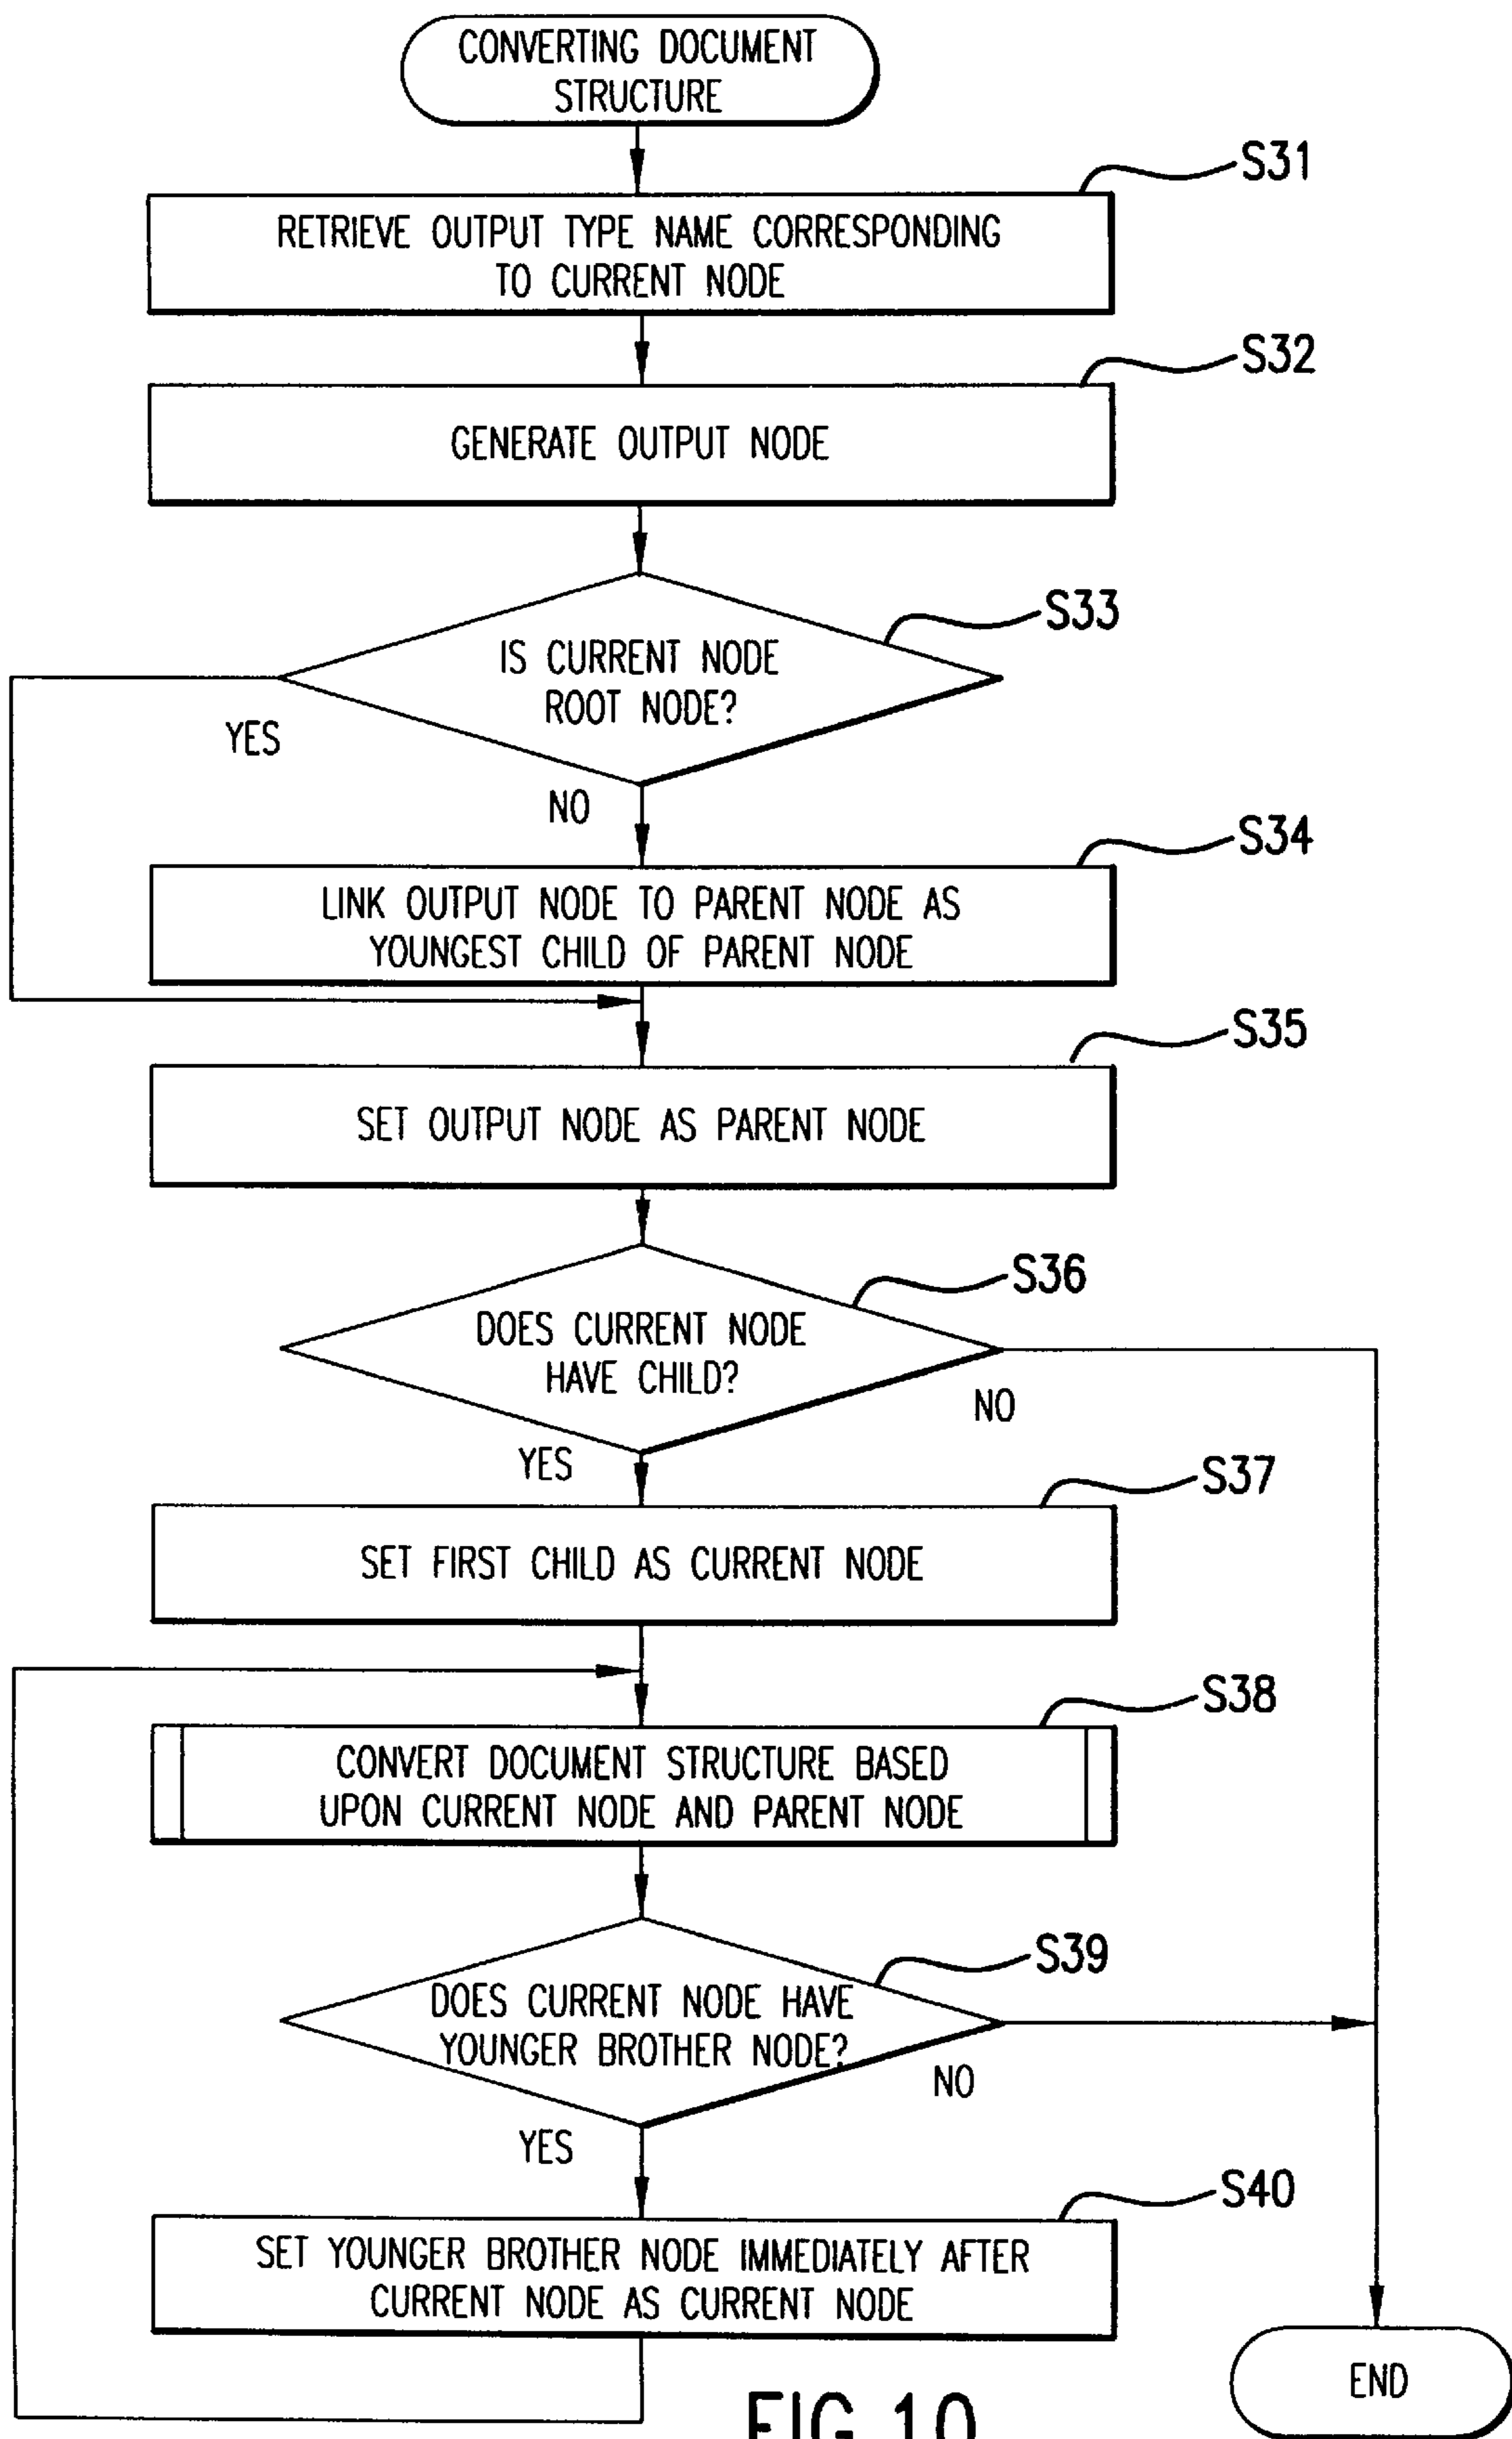 CONVERTING DOCUMENT
STRUCTURE
S31
RETRIEVE OUTPUT TYPE NAME CORRESPONDING
TO CURRENT NODE
S32
GENERATE OUTPUT NODE
S33
IS CURRENT NODE
ROOT NODE?
YES
NO
S34
LINK OUTPUT NODE TO PARENT NODE AS
YOUNGEST CHILD OF PARENT NODE
S35
SET OUTPUT NODE AS PARENT NODE
S36
DOES CURRENT NODE
HAVE CHILD?
NO
YES
S37
SET FIRST CHILD AS CURRENT NODE
S38
CONVERT DOCUMENT STRUCTURE BASED
UPON CURRENT NODE AND PARENT NODE
S39
DOES CURRENT NODE HAVE
YOUNGER BROTHER NODE?
NO
YES
S40
SET YOUNGER BROTHER NODE IMMEDIATELY AFTER
CURRENT NODE AS CURRENT NODE
END
FIG.10